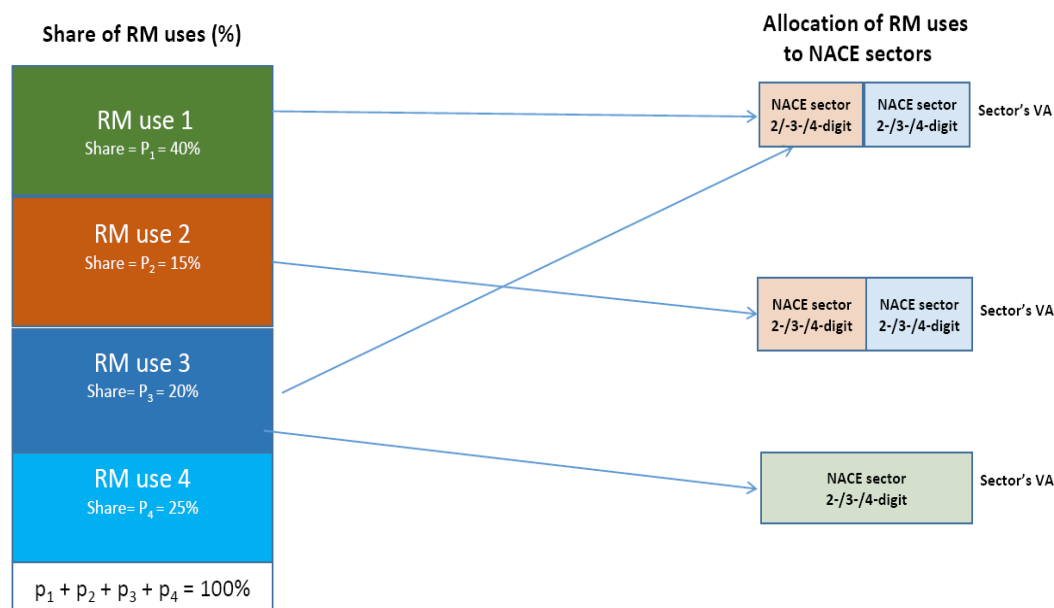 Share of RM uses (%)
RM use 1
Share = P₁ = 40%
RM use 2
Share = P₂ = 15%
RM use 3
Share= P₃ = 20%
RM use 4
Share= P₄ = 25%
p₁ + p₂ + p₃ + p₄ = 100%
Allocation of RM uses
to NACE sectors
NACE sector
2/-3-/4-digit
NACE sector
2-/3-/4-digit
Sector's VA
NACE sector
2-/3-/4-digit
NACE sector
2-/3-/4-digit
Sector's VA
NACE sector
2-/3-/4-digit
Sector's VA